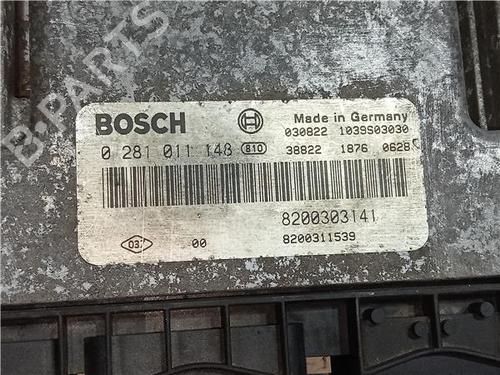 B-PARTS
BOSCH
Made in Germany
030822 1039S03030
0 281 011 148 810 38822 1876 0628
8200303141
03. 00 8200311539